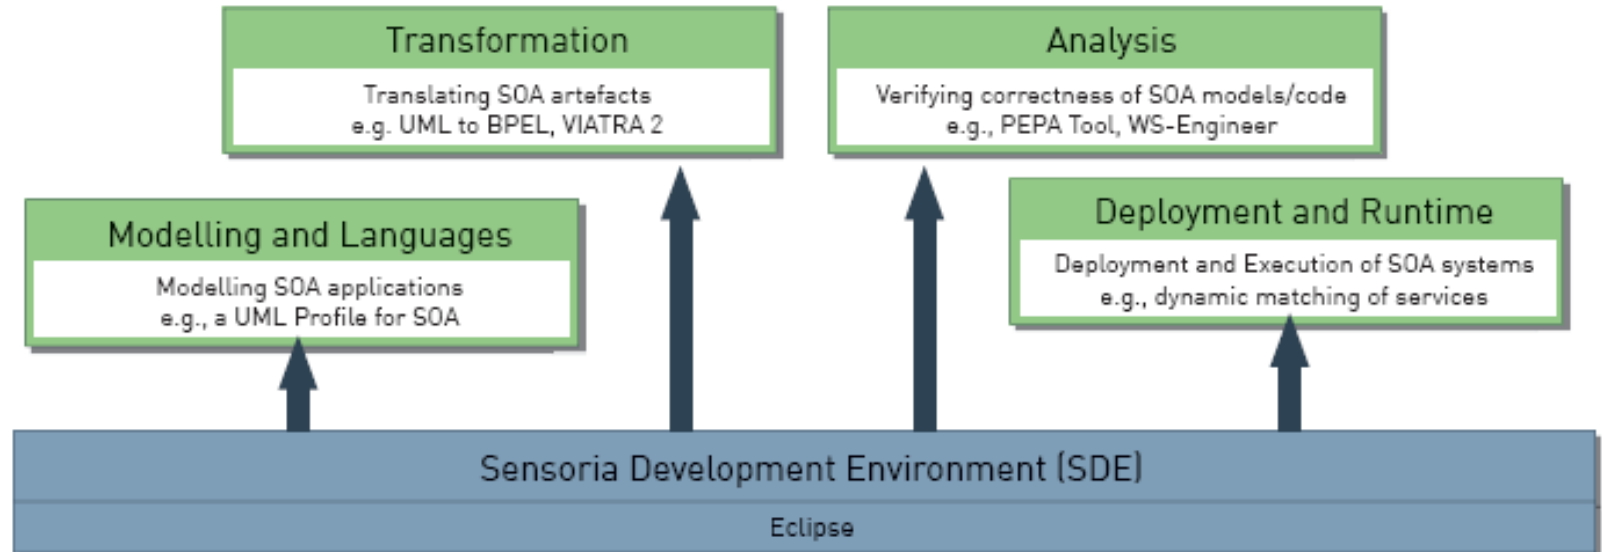 Transformation
Translating SOA artefacts
e.g. UML to BPEL, VIATRA 2
Analysis
Verifying correctness of SOA models/code
e.g., PEPA Tool, WS-Engineer
Modelling and Languages
Modelling SOA applications
e.g., a UML Profile for SOA
Deployment and Runtime
Deployment and Execution of SOA systems
e.g., dynamic matching of services
Sensoria Development Environment (SDE)
Eclipse